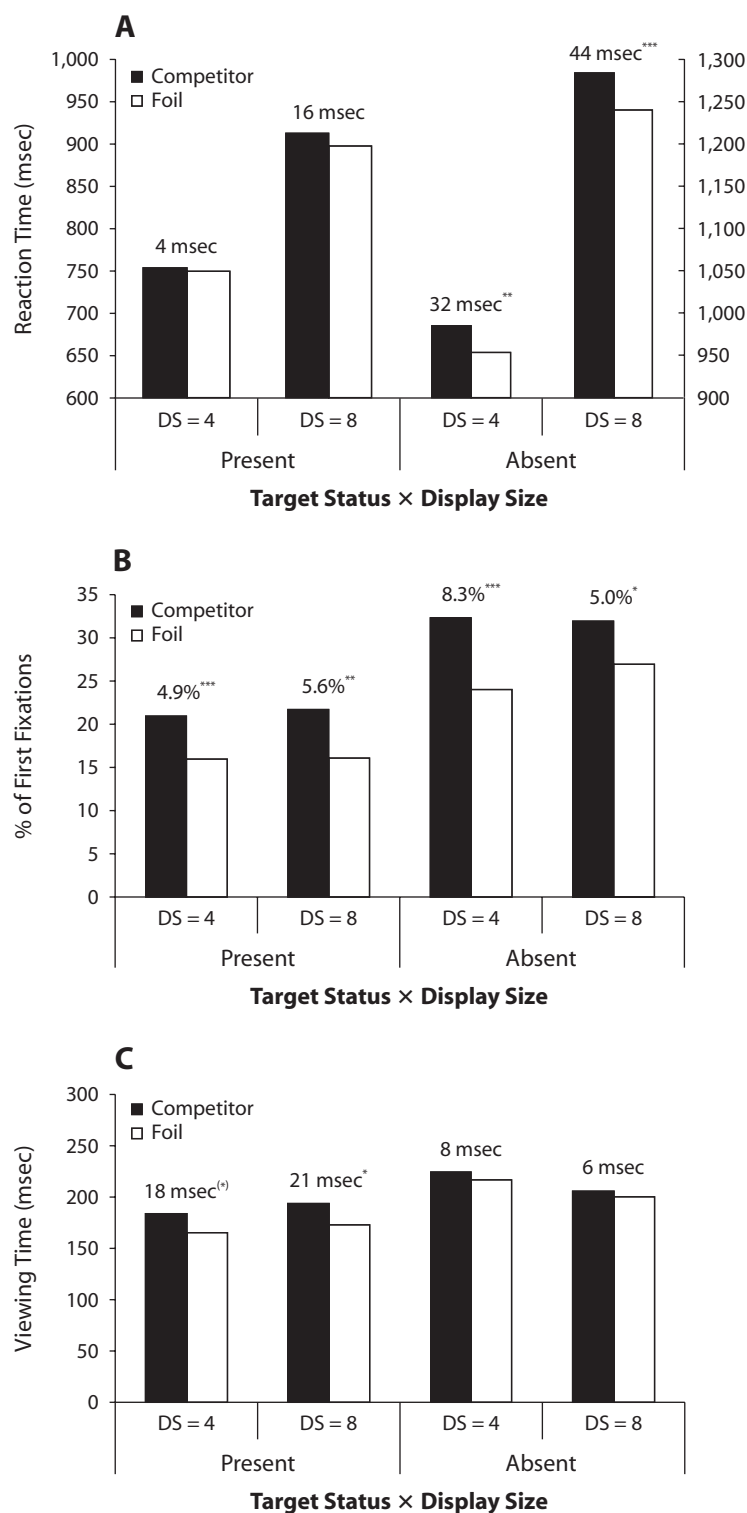 A
1,000
950
900
850
800
750
700
650
600
Reaction Time (msec)
Competitor
Foil
4 msec
16 msec
32 msec**
44 msec***
1,300
1,250
1,200
1,150
1,100
1,050
1,000
950
900
DS = 4 DS = 8 DS = 4 DS = 8
Present Absent
Target Status × Display Size
B
35
30
25
20
15
10
5
0
% of First Fixations
Competitor
Foil
4.9%***
5.6%**
8.3%***
5.0%*
DS = 4 DS = 8 DS = 4 DS = 8
Present Absent
Target Status × Display Size
C
300
250
200
150
100
50
0
Viewing Time (msec)
Competitor
Foil
18 msec(*)
21 msec*
8 msec
6 msec
DS = 4 DS = 8 DS = 4 DS = 8
Present Absent
Target Status × Display Size